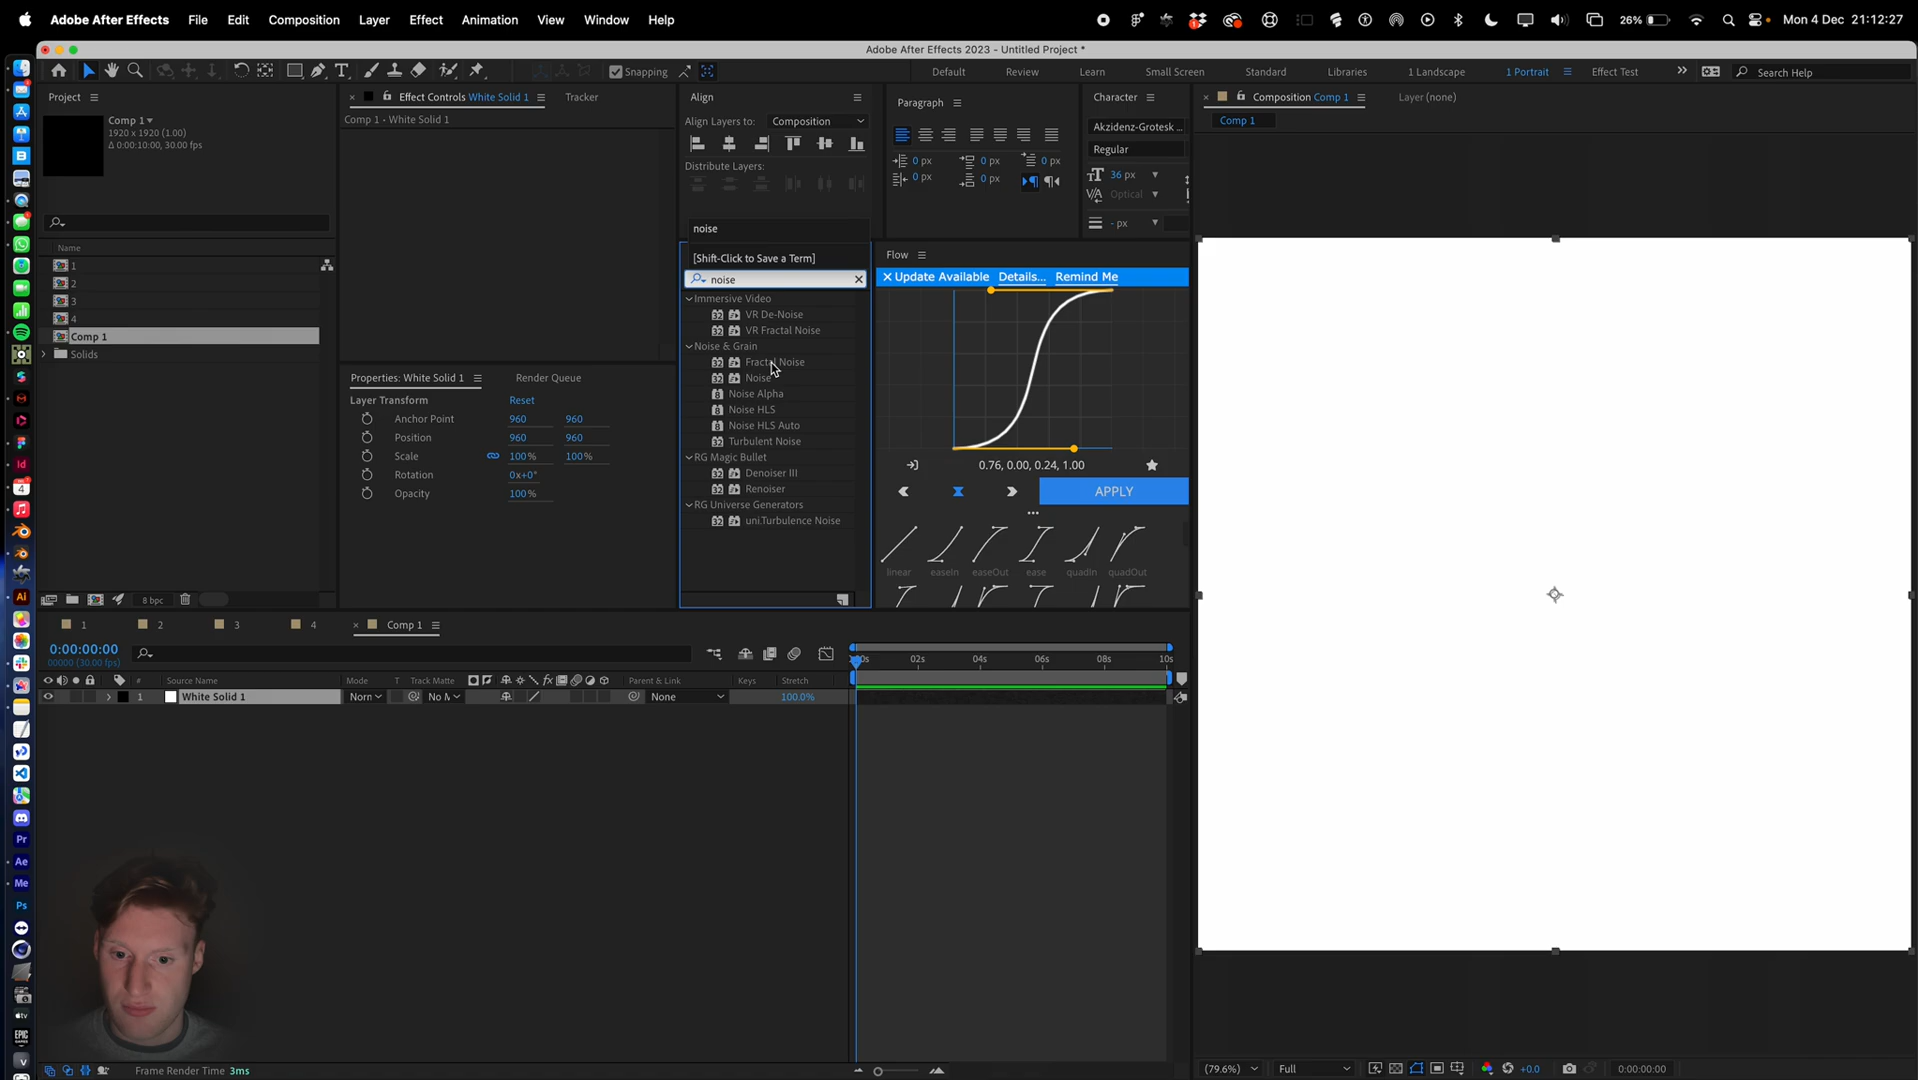 Adobe After Effects File Edit Composition Layer Effect Animation View Window Help 26% Mon 4 Dec 21:12:27
Adobe After Effects 2023 - Untitled Project *
Snapping Default Review Learn Small Screen Standard Libraries 1 Landscape 1 Portrait Effect Test Search Help
Project
Comp 1
1920 x 1920 (1.00)
Δ 0:00:10:00, 30.00 fps
Name
1
2
3
4
Comp 1
Solids
8 bpc
Effect Controls White Solid 1 Tracker
Comp 1 • White Solid 1
Properties: White Solid 1 Render Queue
Layer Transform Reset
Anchor Point 960 960
Position 960 960
Scale 100% 100%
Rotation 0x+0°
Opacity 100%
Align
Align Layers to: Composition
Distribute Layers:
noise
[Shift-Click to Save a Term]
noise
Immersive Video
VR De-Noise
VR Fractal Noise
Noise & Grain
Fractal Noise
Noise
Noise Alpha
Noise HLS
Noise HLS Auto
Turbulent Noise
RG Magic Bullet
Denoiser III
Renoiser
RG Universe Generators
uni.Turbulence Noise
Paragraph
0 px 0 px 0 px
0 px 0 px
Character
Akzidenz-Grotesk ...
Regular
36 px
Optical
- px
Flow
Update Available Details... Remind Me
0.76, 0.00, 0.24, 1.00
APPLY
linear easeIn easeOut ease quadIn quadOut
Composition Comp 1 Layer (none)
Comp 1
1 2 3 4 Comp 1
0:00:00:00
00000 (30.00 fps)
02s 04s 06s 08s 10s
# Source Name Mode T Track Matte Parent & Link Keys Stretch
1 White Solid 1 Norn No M None 100.0%
Frame Render Time 3ms
(79.6%) Full +0.0 0:00:00:00